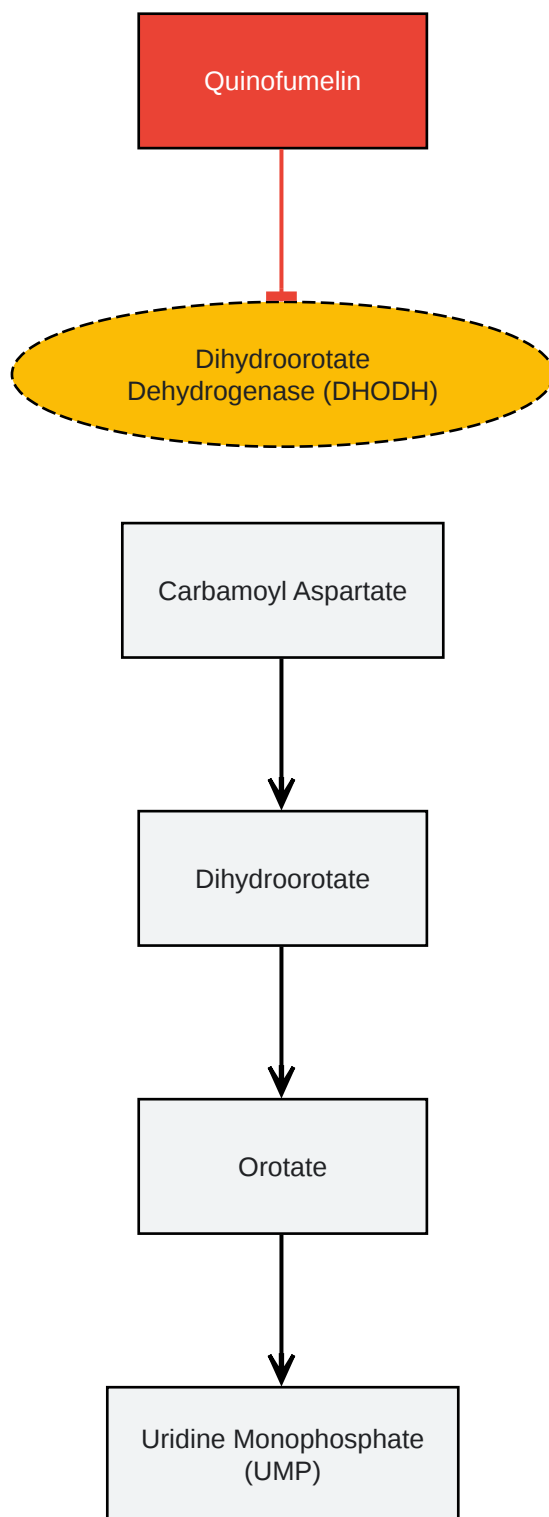 Quinofumelin
Dihydroorotate
Dehydrogenase (DHODH)
Carbamoyl Aspartate
Dihydroorotate
Orotate
Uridine Monophosphate
(UMP)